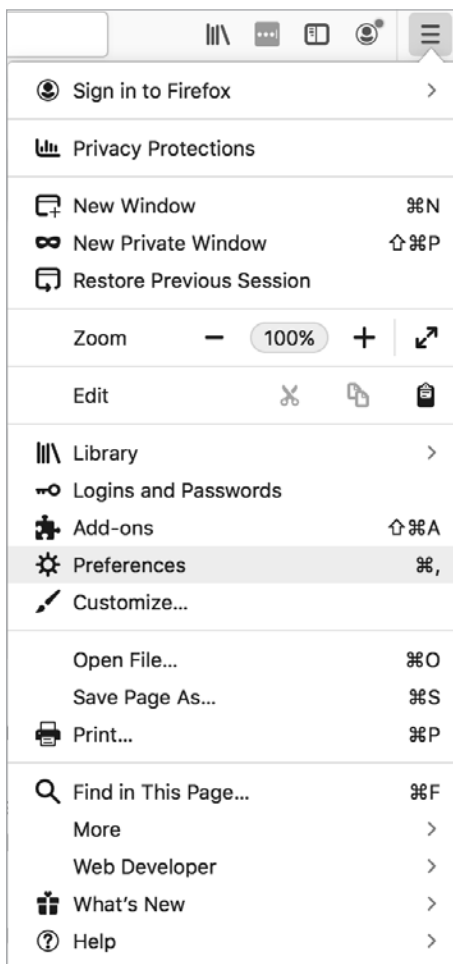 Sign in to Firefox
Privacy Protections
New Window ⌘N
New Private Window ⇧⌘P
Restore Previous Session
Zoom − 100% +
Edit
Library
Logins and Passwords
Add-ons ⇧⌘A
Preferences ⌘,
Customize...
Open File... ⌘O
Save Page As... ⌘S
Print... ⌘P
Find in This Page... ⌘F
More
Web Developer
What's New
Help